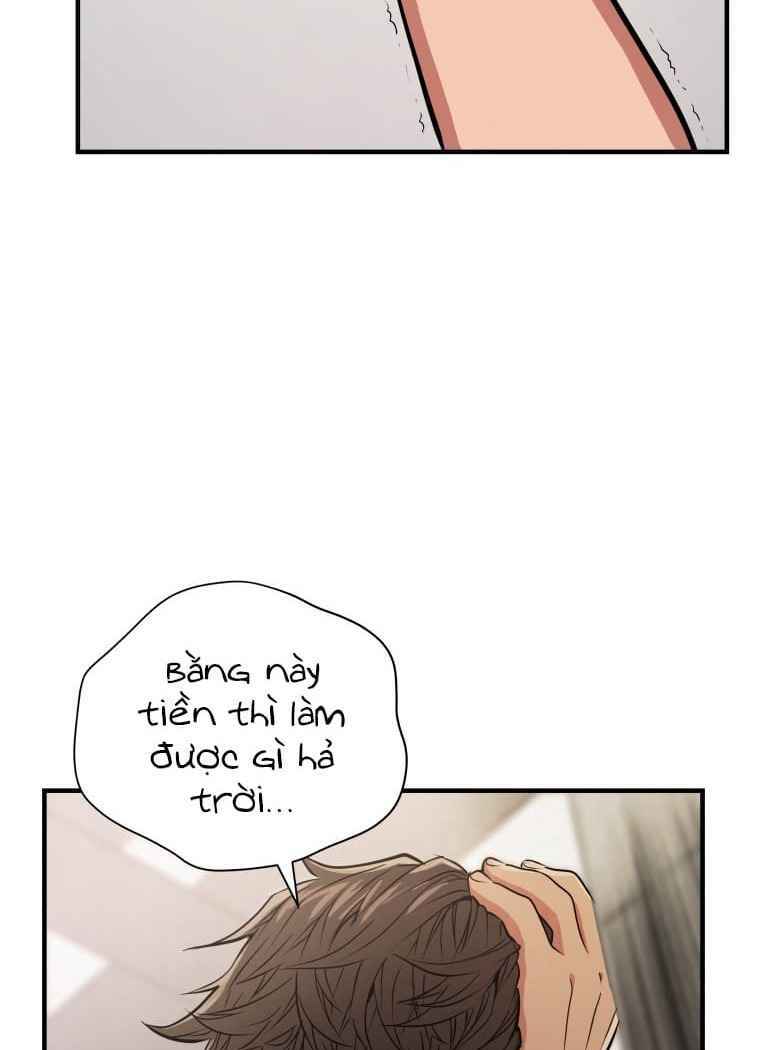 Bằng này
tiền thì làm
được gì hả
trời...